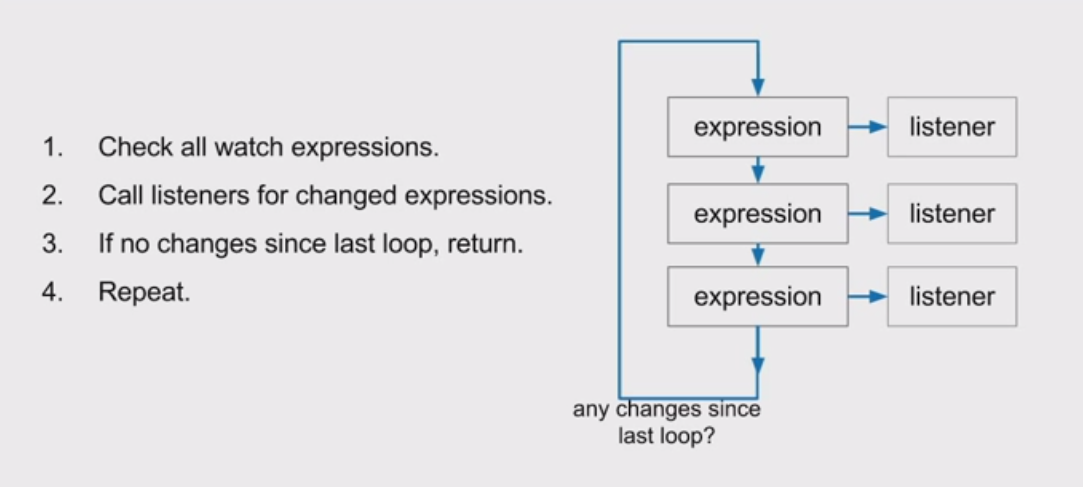 1. Check all watch expressions.
2. Call listeners for changed expressions.
3. If no changes since last loop, return.
4. Repeat.
expression
listener
expression
listener
expression
listener
any changes since
last loop?